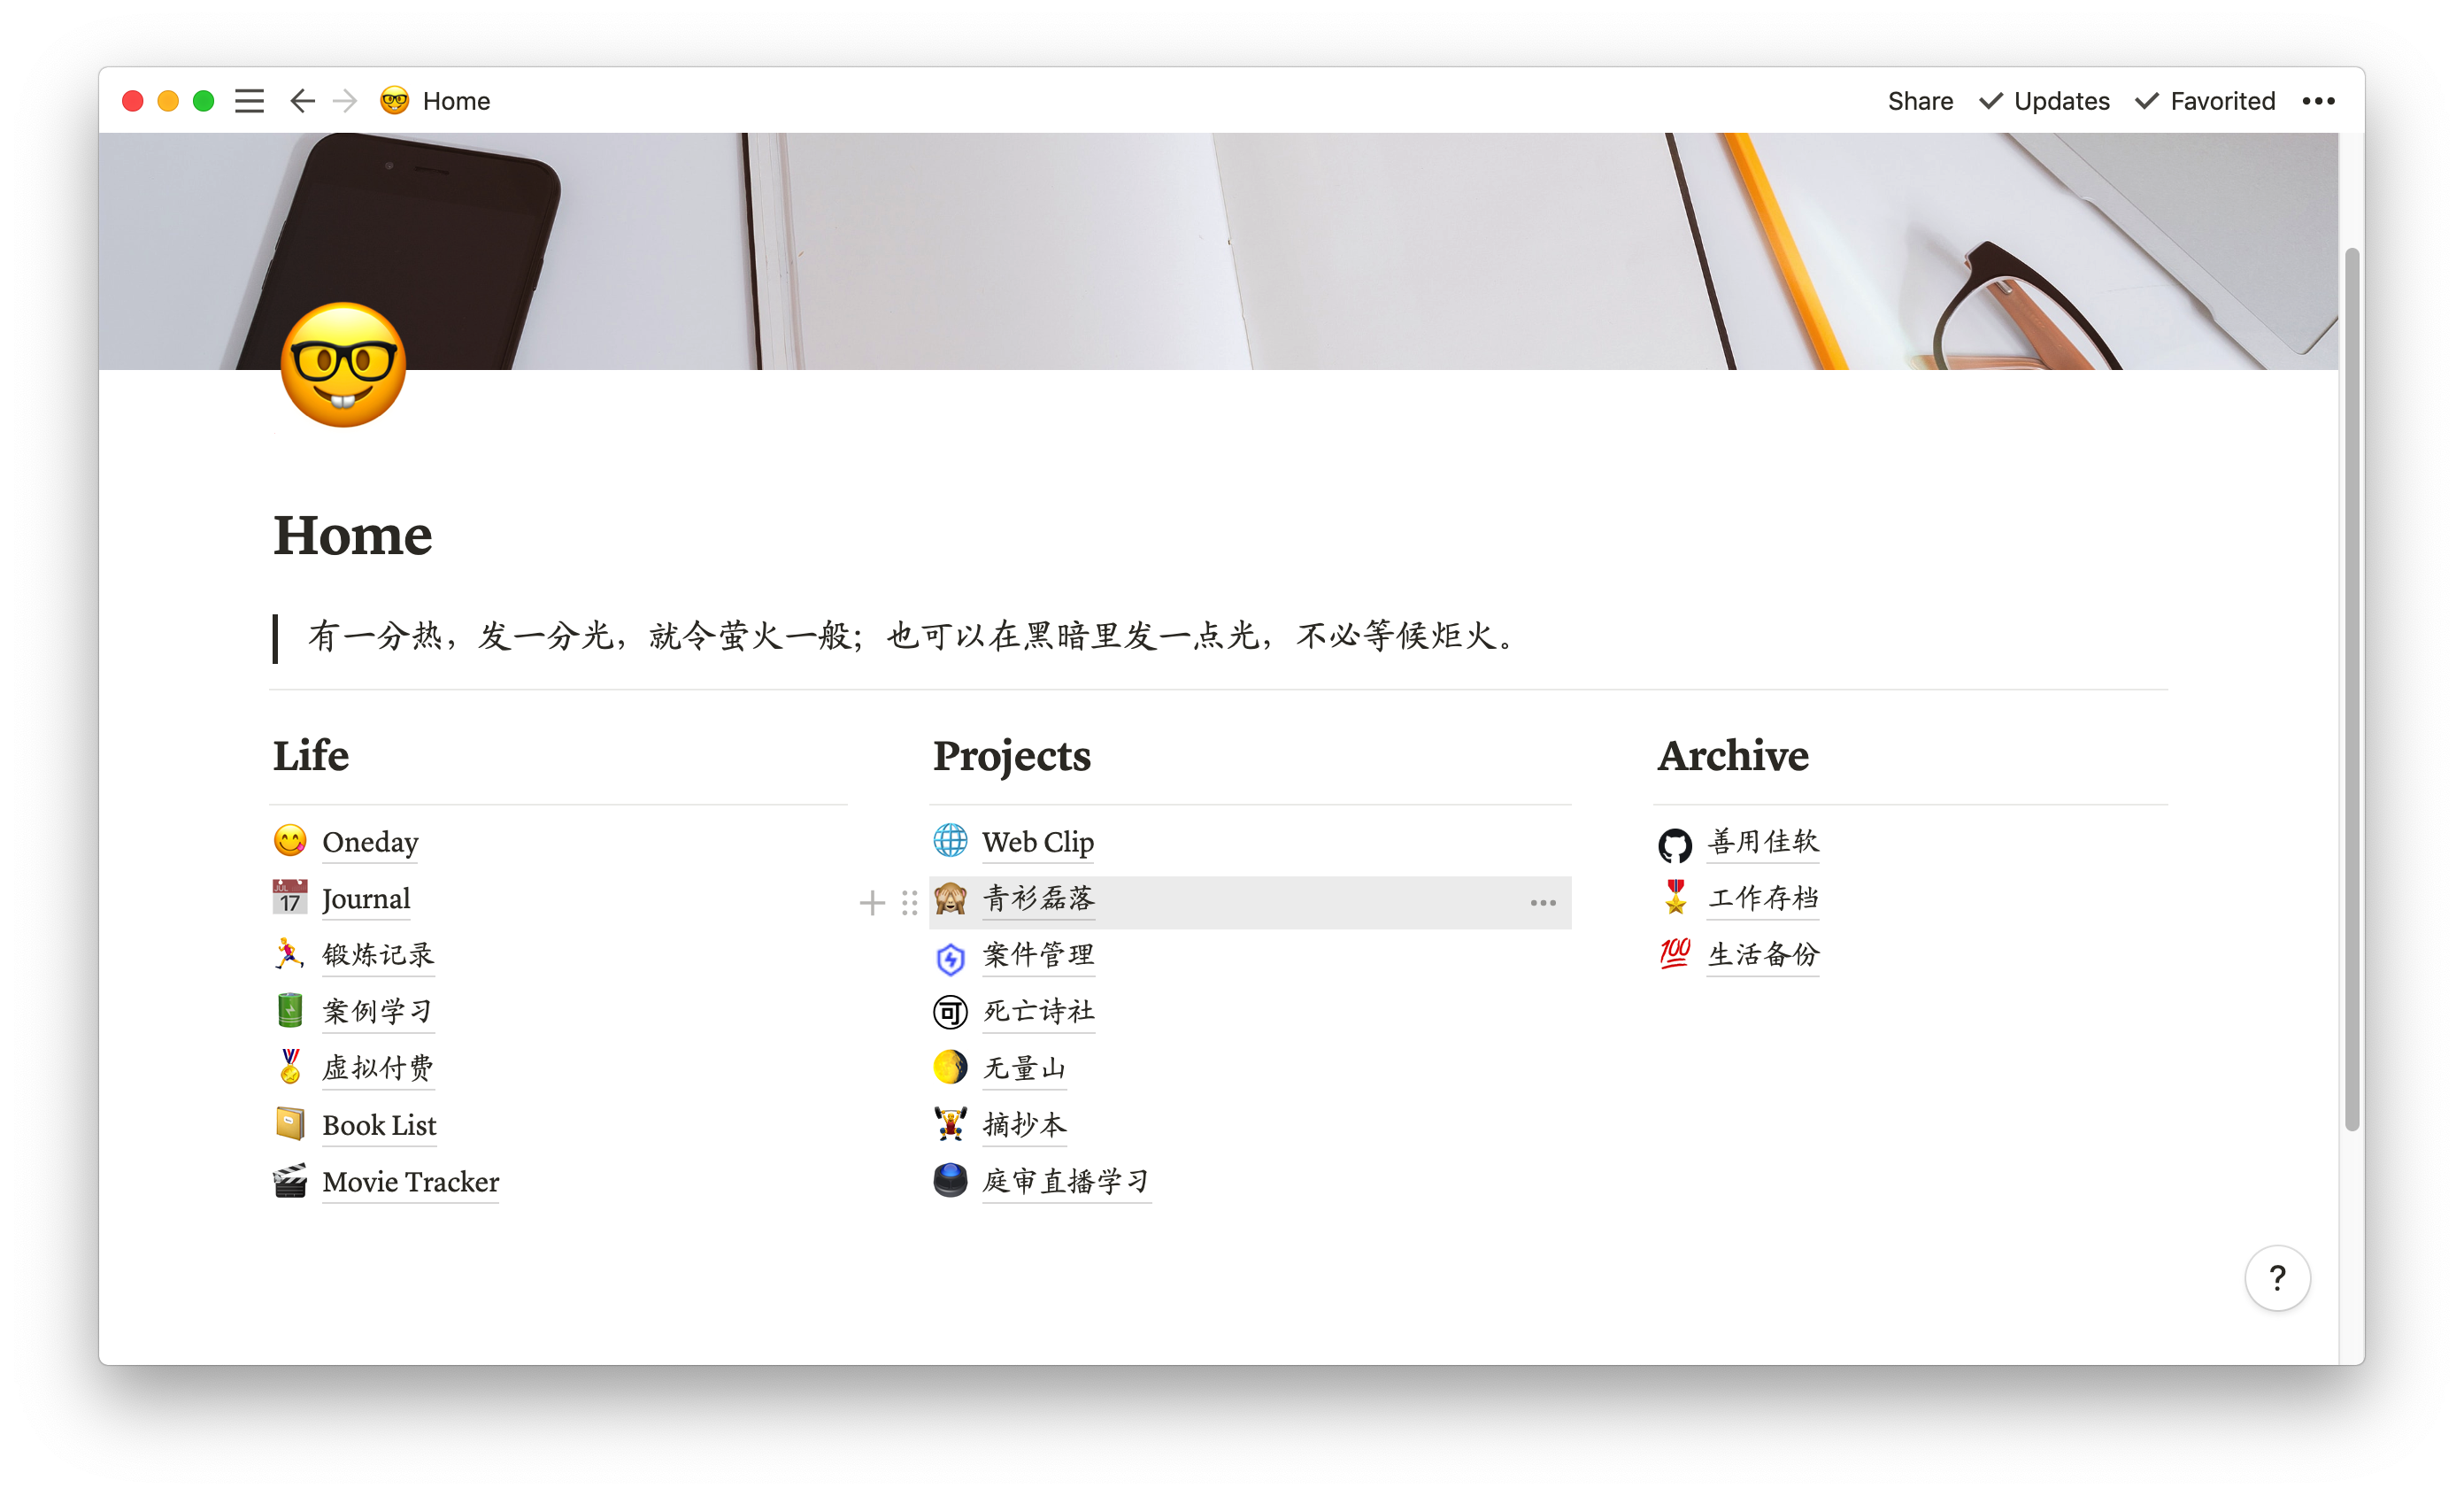 Home
Share
Updates
Favorited
Home
有一分热，发一分光，就令萤火一般；也可以在黑暗里发一点光，不必等候炬火。
Life
Oneday
JUL
17
Journal
锻炼记录
案例学习
虚拟付费
Book List
Movie Tracker
Projects
Web Clip
青衫磊落
案件管理
可
死亡诗社
无量山
摘抄本
庭审直播学习
Archive
善用佳软
工作存档
100
生活备份
?